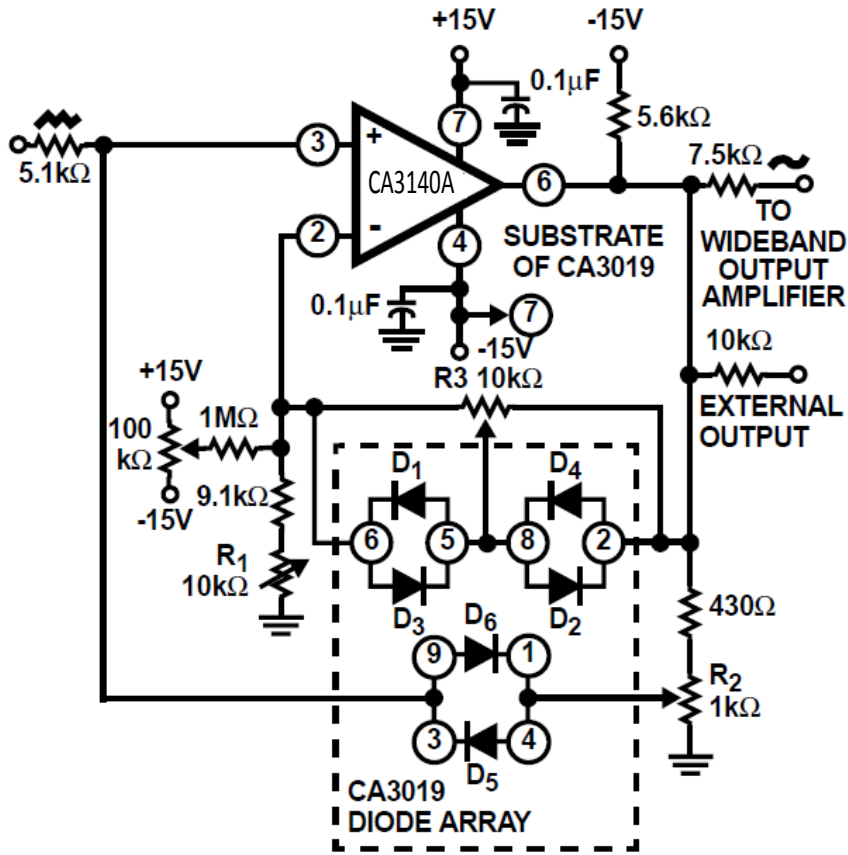 +15V
-15V
0.1µF
5.6kΩ
5.1kΩ
3
+
7
CA3140A
6
7.5kΩ
2
-
4
SUBSTRATE
OF CA3019
TO
WIDEBAND
OUTPUT
AMPLIFIER
0.1µF
7
-15V
R3 10kΩ
10kΩ
EXTERNAL
OUTPUT
+15V
100
kΩ
1MΩ
-15V
9.1kΩ
R1
10kΩ
D1
D4
6
5
8
2
D3
D2
D6
9
1
3
4
D5
430Ω
R2
1kΩ
CA3019
DIODE ARRAY